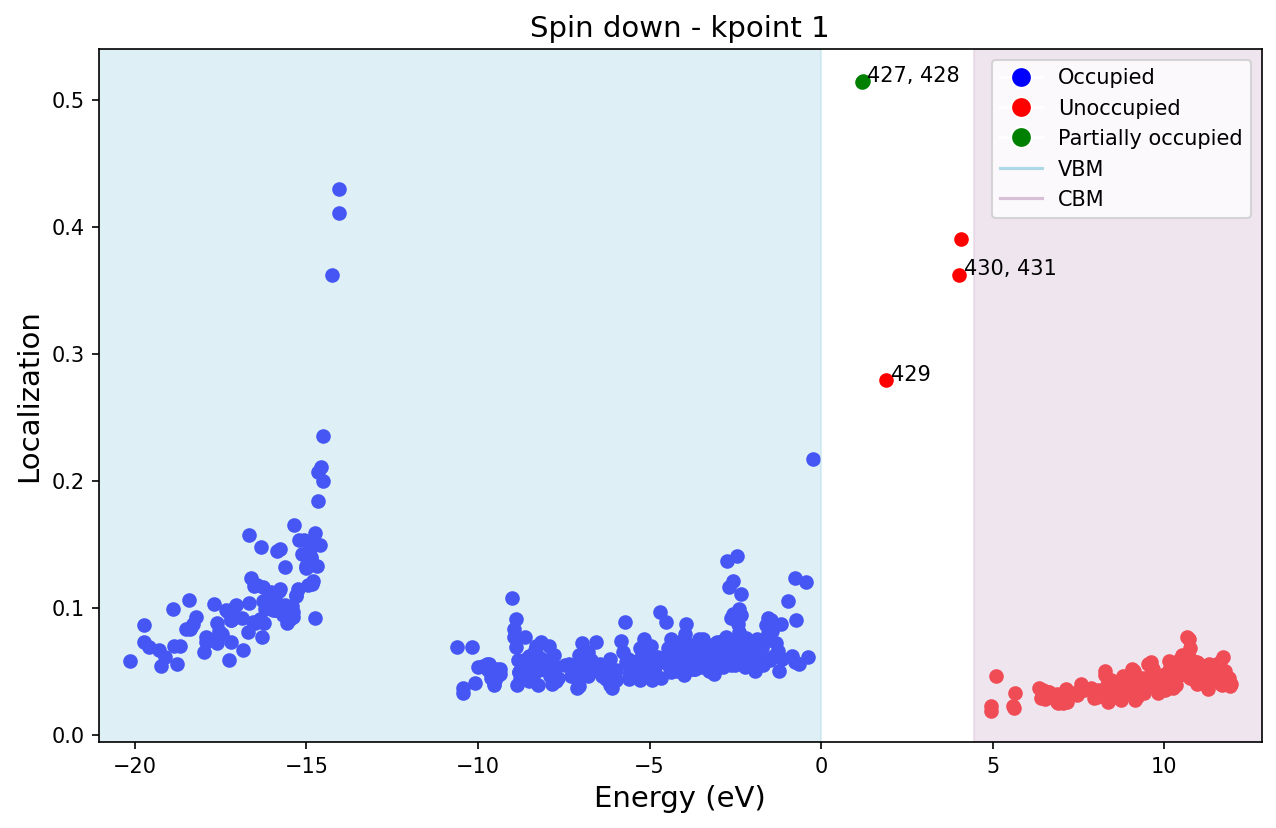 Spin down - kpoint 1
Localization
0.5
0.4
0.3
0.2
0.1
0.0
427, 428
430, 431
429
Occupied
Unoccupied
Partially occupied
VBM
CBM
−20
−15
−10
−5
0
5
10
Energy (eV)